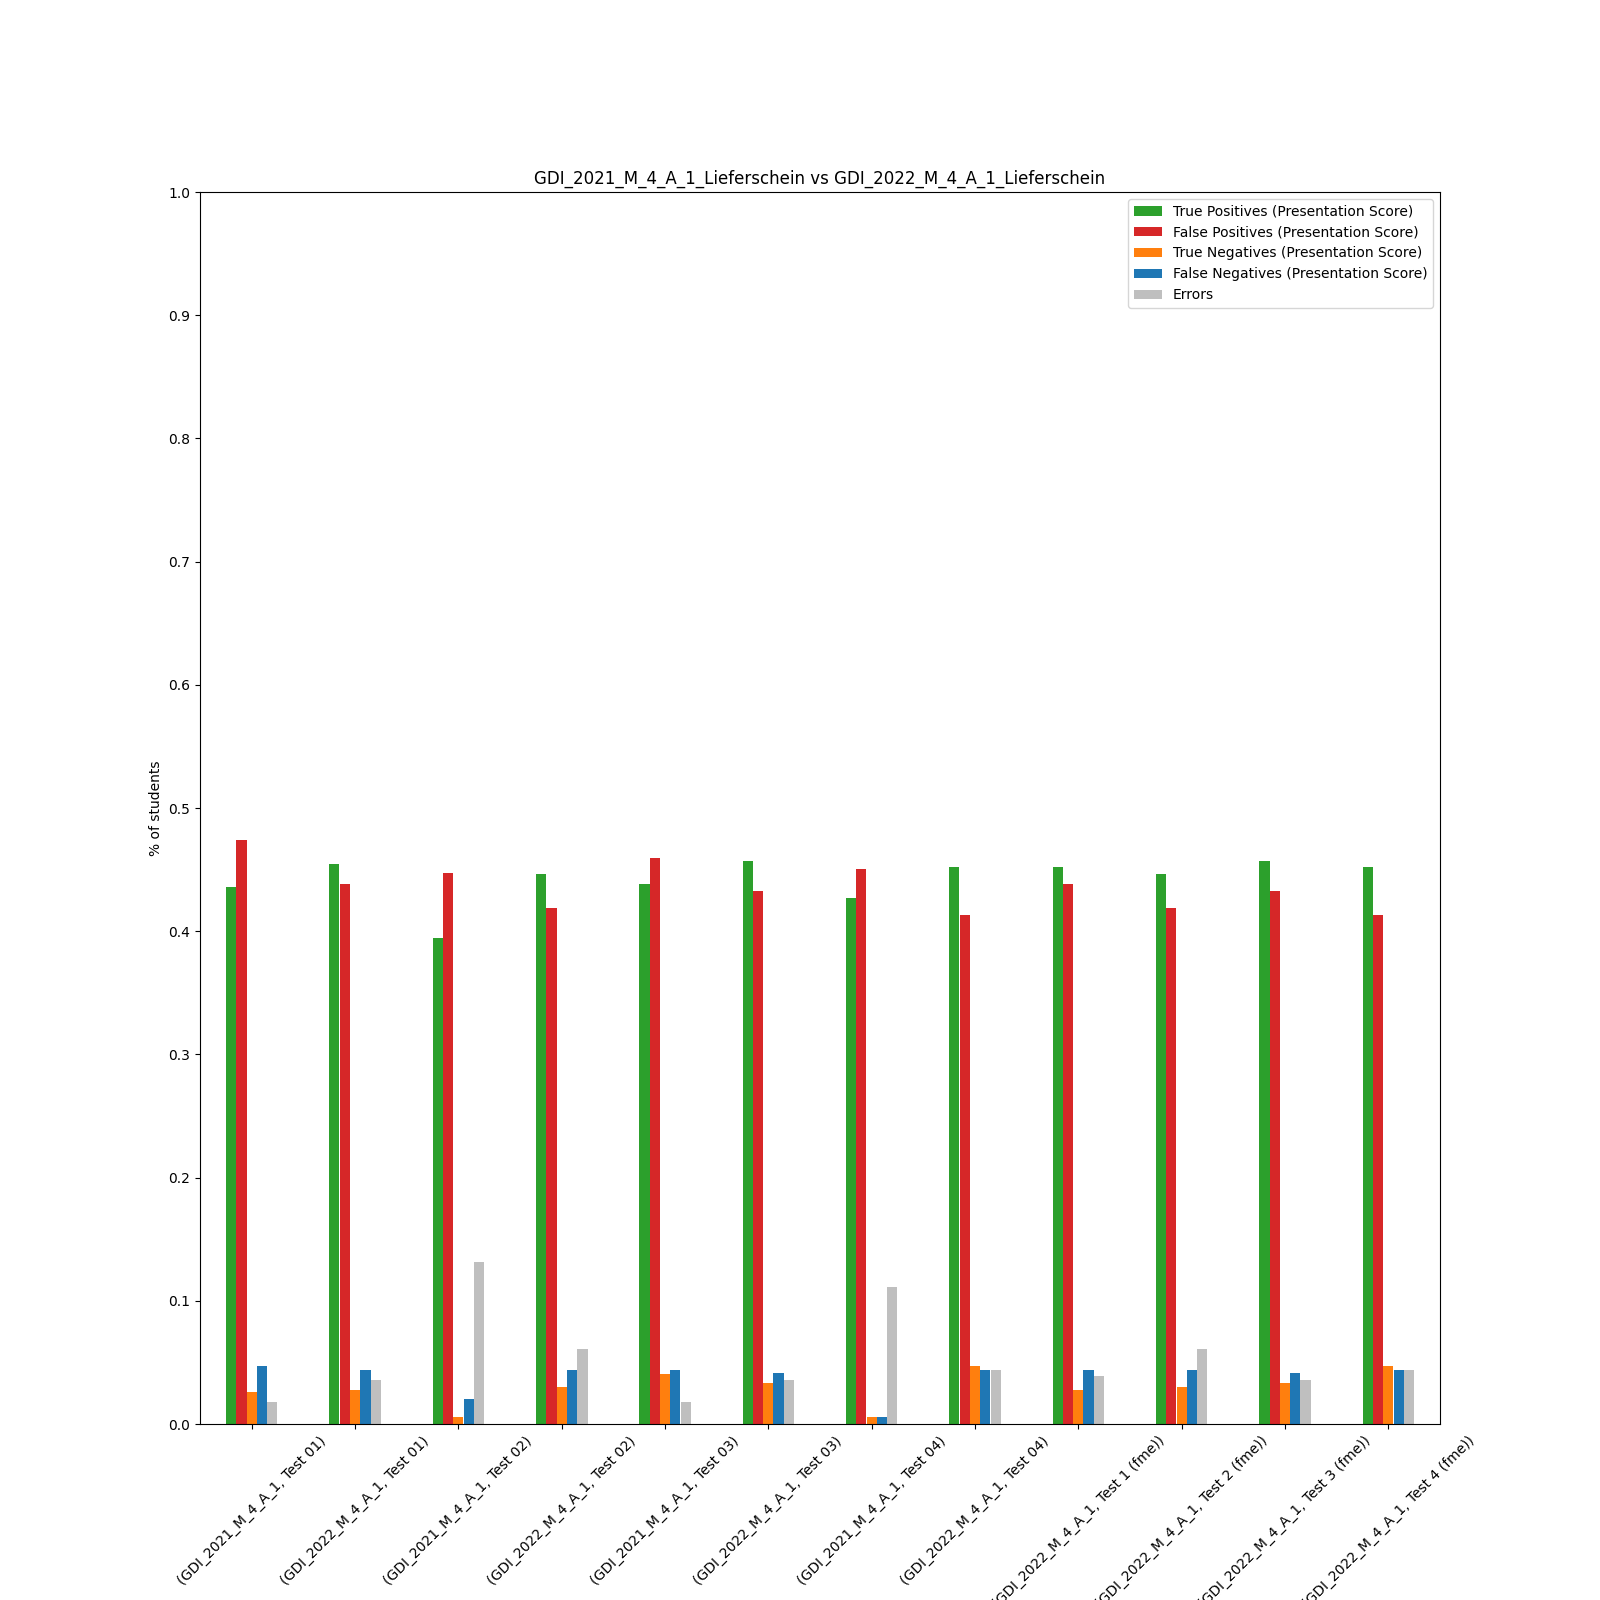 GDI_2021_M_4_A_1_Lieferschein vs GDI_2022_M_4_A_1_Lieferschein
True Positives (Presentation Score)
False Positives (Presentation Score)
True Negatives (Presentation Score)
False Negatives (Presentation Score)
Errors
% of students
1.0
0.9
0.8
0.7
0.6
0.5
0.4
0.3
0.2
0.1
0.0
(GDI_2021_M_4_A_1, Test 01)
(GDI_2022_M_4_A_1, Test 01)
(GDI_2021_M_4_A_1, Test 02)
(GDI_2022_M_4_A_1, Test 02)
(GDI_2021_M_4_A_1, Test 03)
(GDI_2022_M_4_A_1, Test 03)
(GDI_2021_M_4_A_1, Test 04)
(GDI_2022_M_4_A_1, Test 04)
(GDI_2022_M_4_A_1, Test 1 (fme))
(GDI_2022_M_4_A_1, Test 2 (fme))
(GDI_2022_M_4_A_1, Test 3 (fme))
(GDI_2022_M_4_A_1, Test 4 (fme))